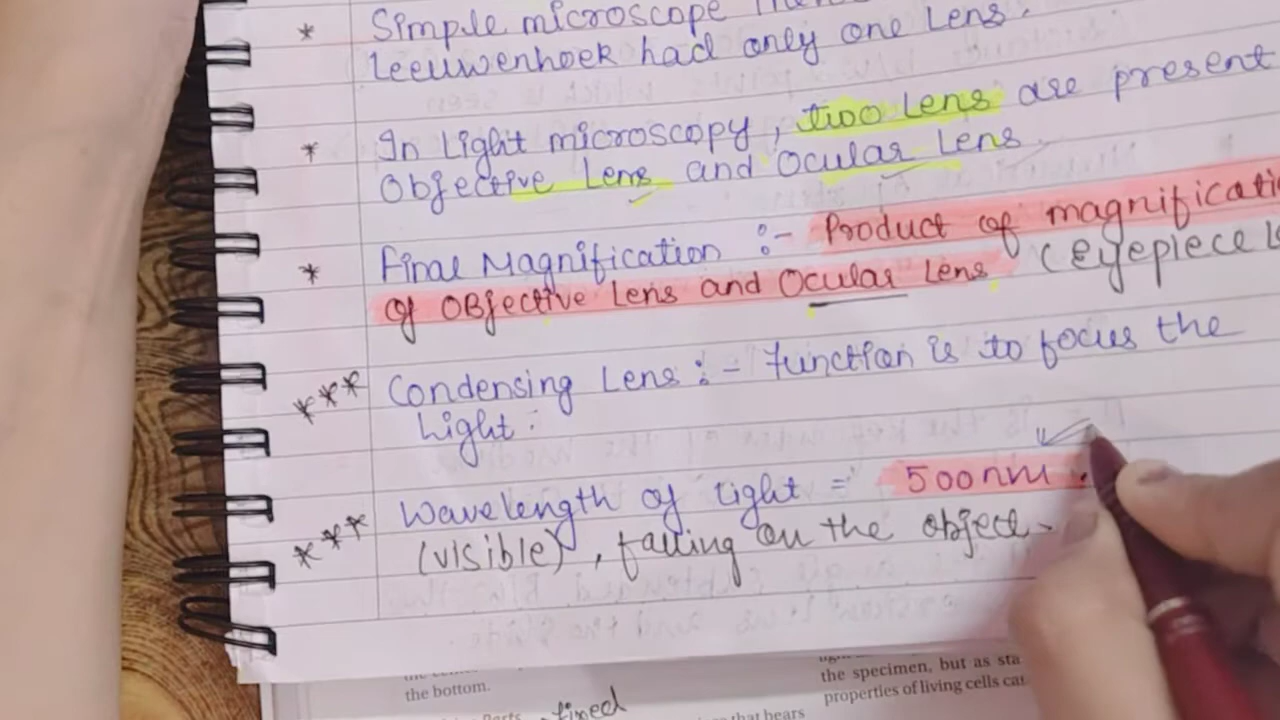 * Simple microscope
Leeuwenhoek had only one Lens.
* In Light microscopy, two Lens are present
Objective Lens and Ocular Lens
* Final Magnification :- Product of magnificati
of Objective Lens and Ocular Lens (eyepiece
*** Condensing Lens :- function is to focus the
Light.
*** Wavelength of Light = 500nm.
(visible), falling on the object.
the bottom.
the specimen, but as sta
properties of living cells ca
that bears